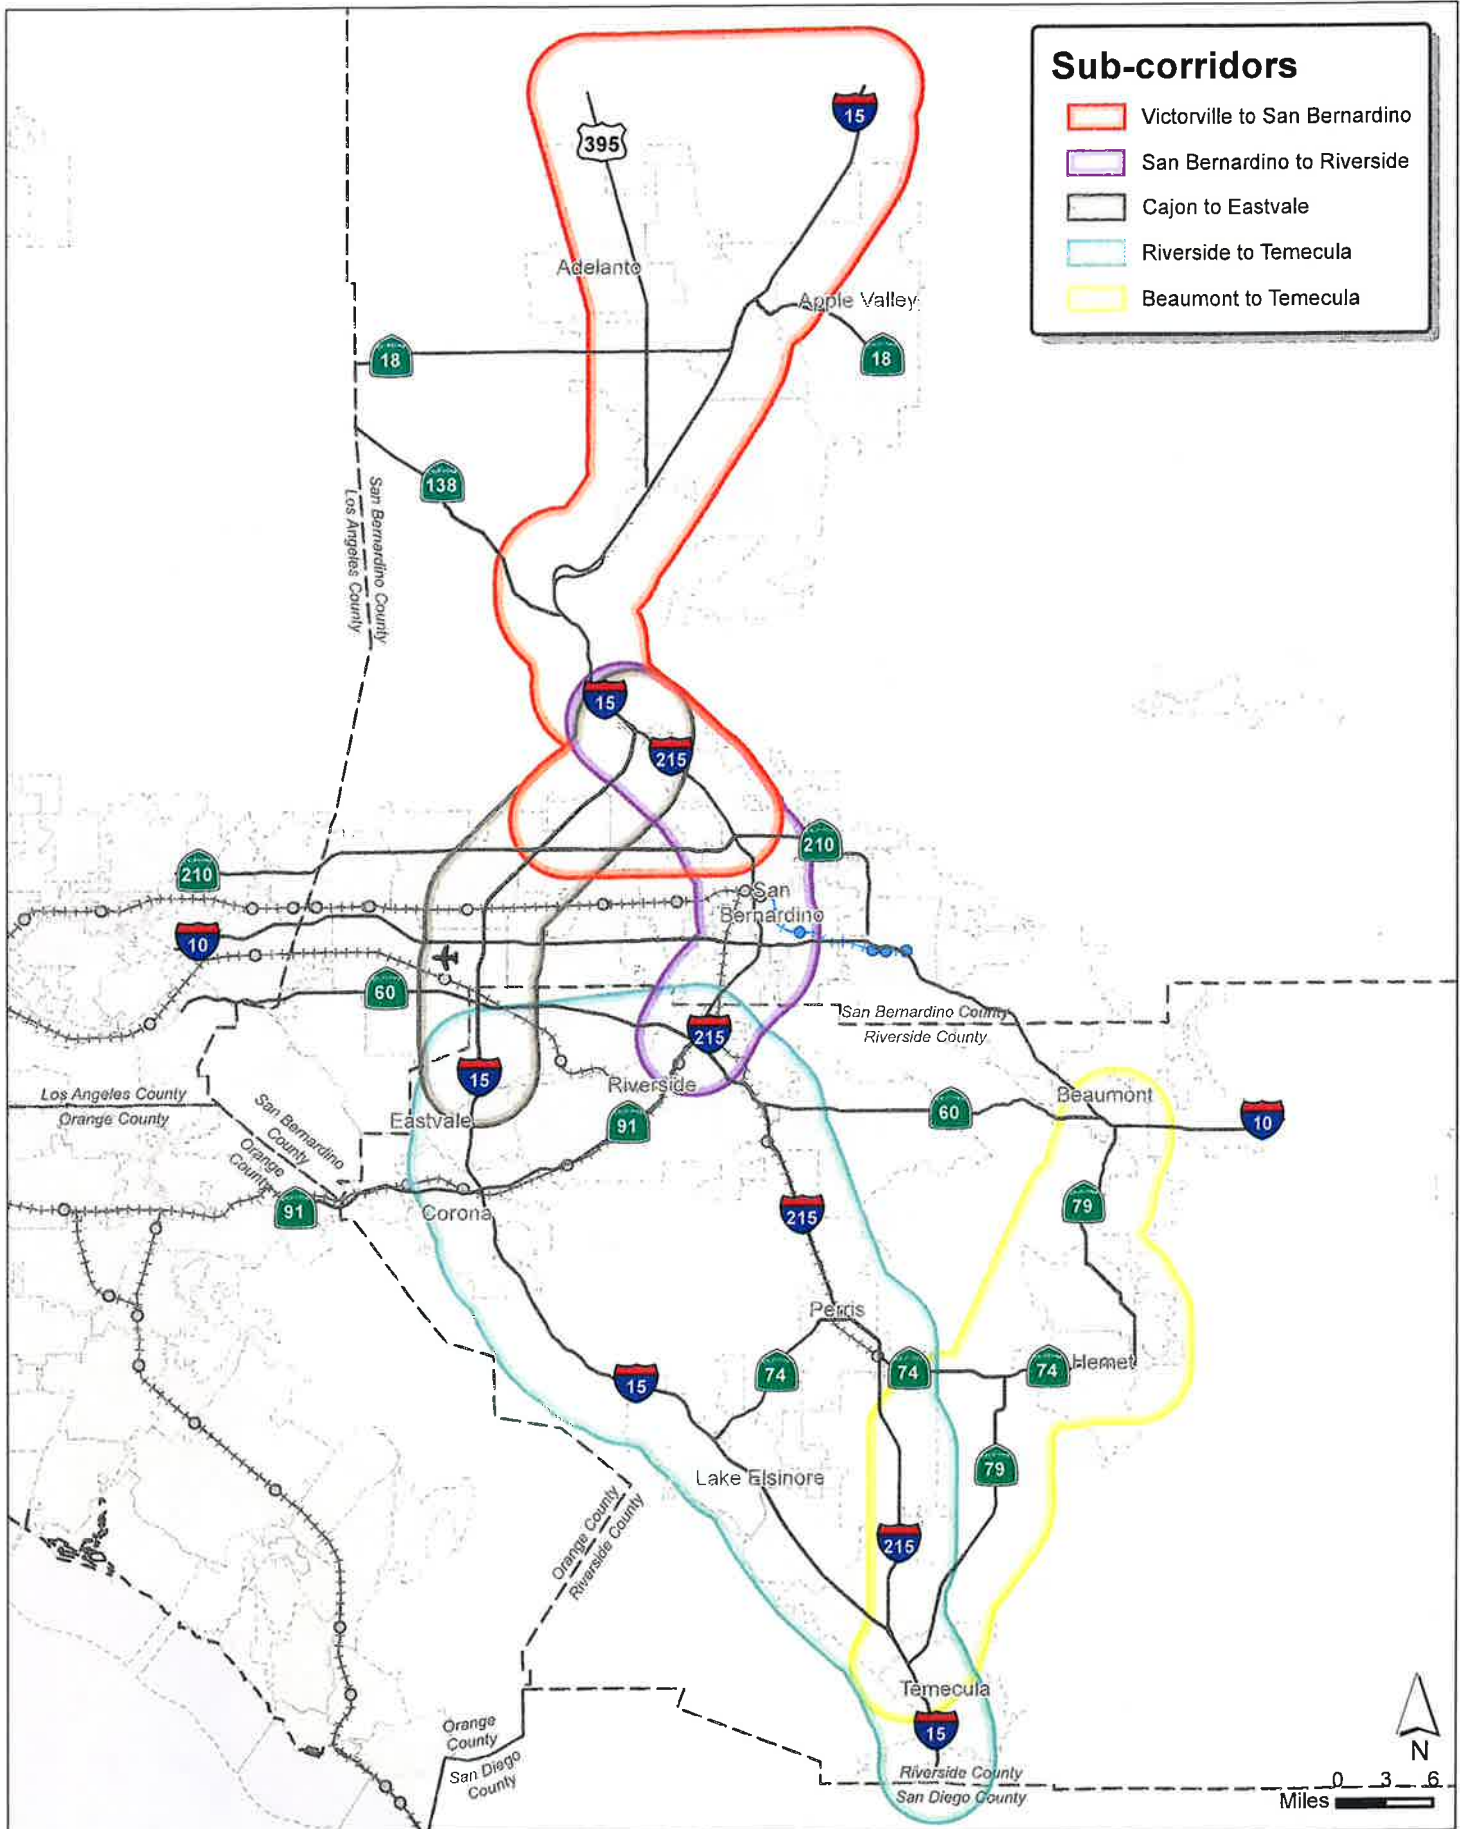 Sub-corridors
Victorville to San Bernardino
San Bernardino to Riverside
Cajon to Eastvale
Riverside to Temecula
Beaumont to Temecula
15
395
Adelanto
Apple Valley
18
18
138
San Bernardino County
Los Angeles County
15
215
210
210
San
Bernardino
10
60
San Bernardino County
Riverside County
215
15
Riverside
Los Angeles County
Orange County
San Bernardino
County
Orange
County
Eastvale
91
60
Beaumont
10
91
Corona
79
215
Perris
74
74
74
Hemet
15
Lake Elsinore
79
Orange County
Riverside County
215
Temecula
15
Orange
County
San Diego
County
Riverside County
San Diego County
N
0 3 6
Miles